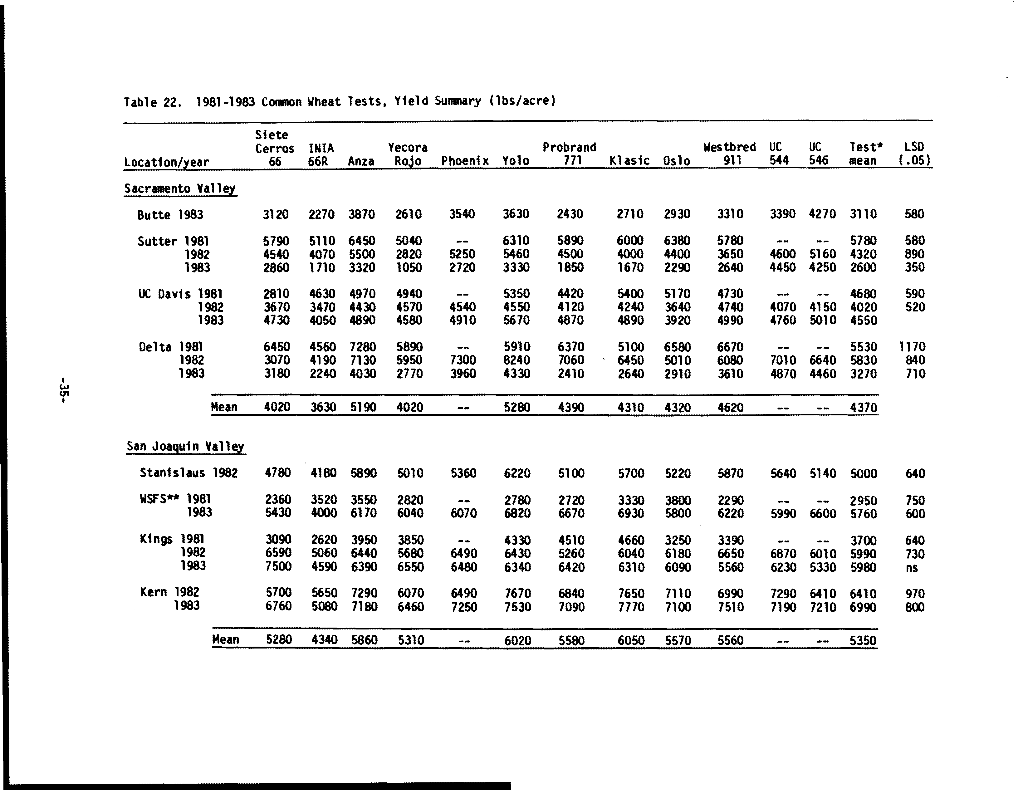 Table 22. 1981-1983 Common Wheat Tests, Yield Summary (lbs/acre)
Siete
Cerros INIA Yecora Probrand Westbred UC UC Test* LSD
Location/year 66 66R Anza Rojo Phoenix Yolo 771 Klasic Oslo 911 544 546 mean (.05)
Sacramento Valley
Butte 1983 3120 2270 3870 2610 3540 3630 2430 2710 2930 3310 3390 4270 3110 580
Sutter 1981 5790 5110 6450 5040 -- 6310 5890 6000 6380 5780 -- -- 5780 580
1982 4540 4070 5500 2820 5250 5460 4500 4000 4400 3650 4600 5160 4320 890
1983 2860 1710 3320 1050 2720 3330 1850 1670 2290 2640 4450 4250 2600 350
UC Davis 1981 2810 4630 4970 4940 -- 5350 4420 5400 5170 4730 -- -- 4680 590
1982 3670 3470 4430 4570 4540 4550 4120 4240 3640 4740 4070 4150 4020 520
1983 4730 4050 4890 4580 4910 5670 4870 4890 3920 4990 4760 5010 4550
Delta 1981 6450 4560 7280 5890 -- 5910 6370 5100 6580 6670 -- -- 5530 1170
1982 3070 4190 7130 5950 7300 8240 7060 6450 5010 6080 7010 6640 5830 840
1983 3180 2240 4030 2770 3960 4330 2410 2640 2910 3610 4870 4460 3270 710
Mean 4020 3630 5190 4020 -- 5280 4390 4310 4320 4620 -- -- 4370
San Joaquin Valley
Stanislaus 1982 4780 4180 5890 5010 5360 6220 5100 5700 5220 5870 5640 5140 5000 640
WSFS** 1981 2360 3520 3550 2820 -- 2780 2720 3330 3800 2290 -- -- 2950 750
1983 5430 4000 6170 6040 6070 6820 6670 6930 5800 6220 5990 6600 5760 600
Kings 1981 3090 2620 3950 3850 -- 4330 4510 4660 3250 3390 -- -- 3700 640
1982 6590 5060 6440 5680 6490 6430 5260 6040 6180 6650 6870 6010 5990 730
1983 7500 4590 6390 6550 6480 6340 6420 6310 6090 5560 6230 5330 5980 ns
Kern 1982 5700 5650 7290 6070 6490 7670 6840 7650 7110 6990 7290 6410 6410 970
1983 6760 5080 7180 6460 7250 7530 7090 7770 7100 7510 7190 7210 6990 800
Mean 5280 4340 5860 5310 -- 6020 5580 6050 5570 5560 -- -- 5350
-35-